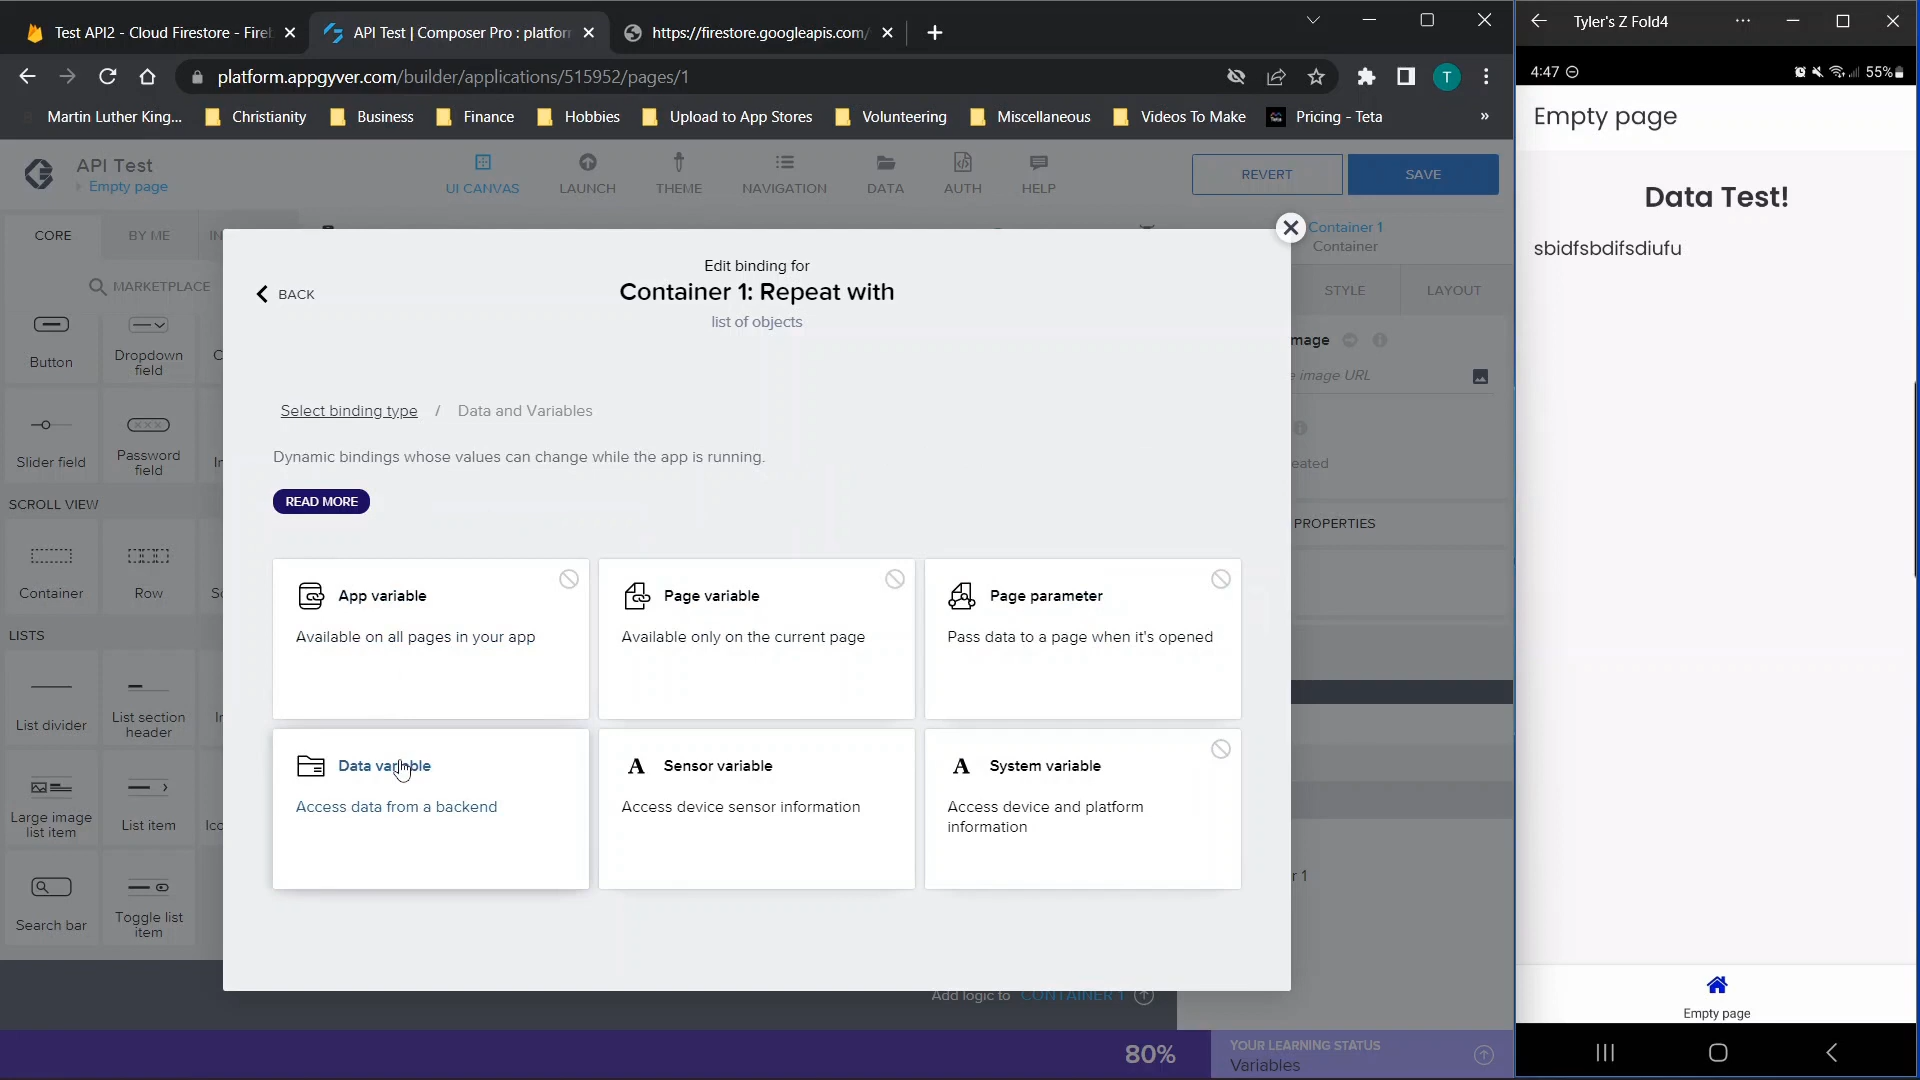 Test API2 - Cloud Firestore - Fire
API Test | Composer Pro : platfor
https://firestore.googleapis.com/
Tyler's Z Fold4
platform.appgyver.com/builder/applications/515952/pages/1
T
4:47
55%
Martin Luther King...
Christianity
Business
Finance
Hobbies
Upload to App Stores
Volunteering
Miscellaneous
Videos To Make
Pricing - Teta
»
Empty page
API Test
Empty page
UI CANVAS
LAUNCH
THEME
NAVIGATION
DATA
AUTH
HELP
REVERT
SAVE
Data Test!
sbidfsbdifsdiufu
CORE
BY ME
IN
Container 1
Container
MARKETPLACE
STYLE
LAYOUT
BACK
Edit binding for
Container 1: Repeat with
list of objects
mage
e image URL
Button
Dropdown field
C
Select binding type / Data and Variables
Dynamic bindings whose values can change while the app is running.
READ MORE
Slider field
Password field
eated
SCROLL VIEW
PROPERTIES
Container
Row
App variable
Available on all pages in your app
Page variable
Available only on the current page
Page parameter
Pass data to a page when it's opened
LISTS
List divider
List section header
Data variable
Access data from a backend
Sensor variable
Access device sensor information
System variable
Access device and platform information
Large image list item
List item
Ico
r 1
Search bar
Toggle list item
Add logic to CONTAINER 1
80%
YOUR LEARNING STATUS
Variables
Empty page